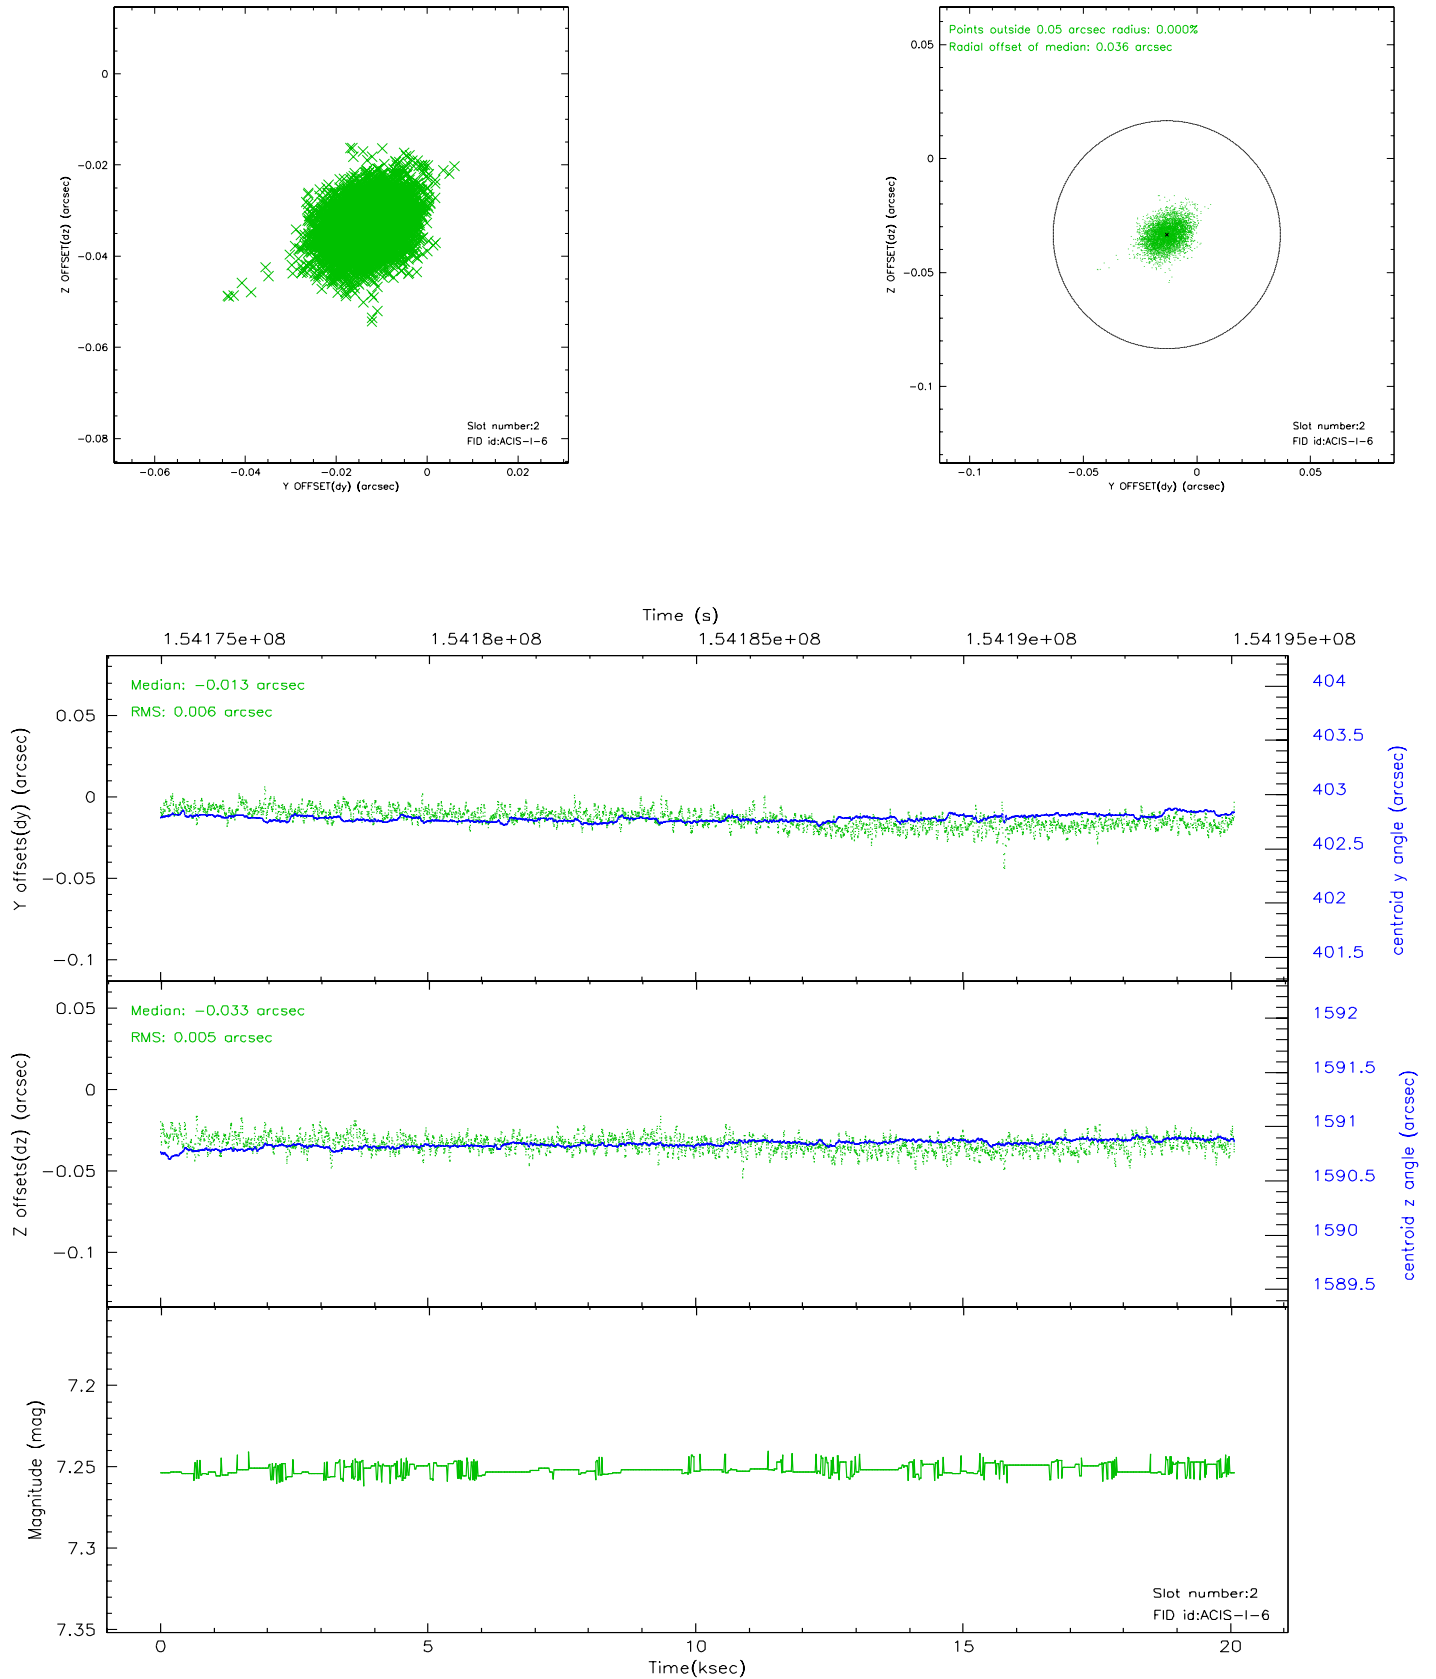 0
-0.02
-0.04
-0.06
-0.08
Z OFFSET(dz) (arcsec)
Slot number:2
FID id:ACIS-I-6
-0.06 -0.04 -0.02 0 0.02
Y OFFSET(dy) (arcsec)
Points outside 0.05 arcsec radius: 0.000%
Radial offset of median: 0.036 arcsec
0.05
0
-0.05
-0.1
Z OFFSET(dz) (arcsec)
Slot number:2
FID id:ACIS-I-6
-0.1 -0.05 0 0.05
Y OFFSET(dy) (arcsec)
Time (s)
1.54175e+08 1.5418e+08 1.54185e+08 1.5419e+08 1.54195e+08
Median: -0.013 arcsec
RMS: 0.006 arcsec
0.05
0
-0.05
-0.1
Y offsets(dy) (arcsec)
404
403.5
403
402.5
402
401.5
centroid y angle (arcsec)
Median: -0.033 arcsec
RMS: 0.005 arcsec
0.05
0
-0.05
-0.1
Z offsets(dz) (arcsec)
1592
1591.5
1591
1590.5
1590
1589.5
centroid z angle (arcsec)
7.2
7.25
7.3
7.35
Magnitude (mag)
Slot number:2
FID id:ACIS-I-6
0 5 10 15 20
Time(ksec)